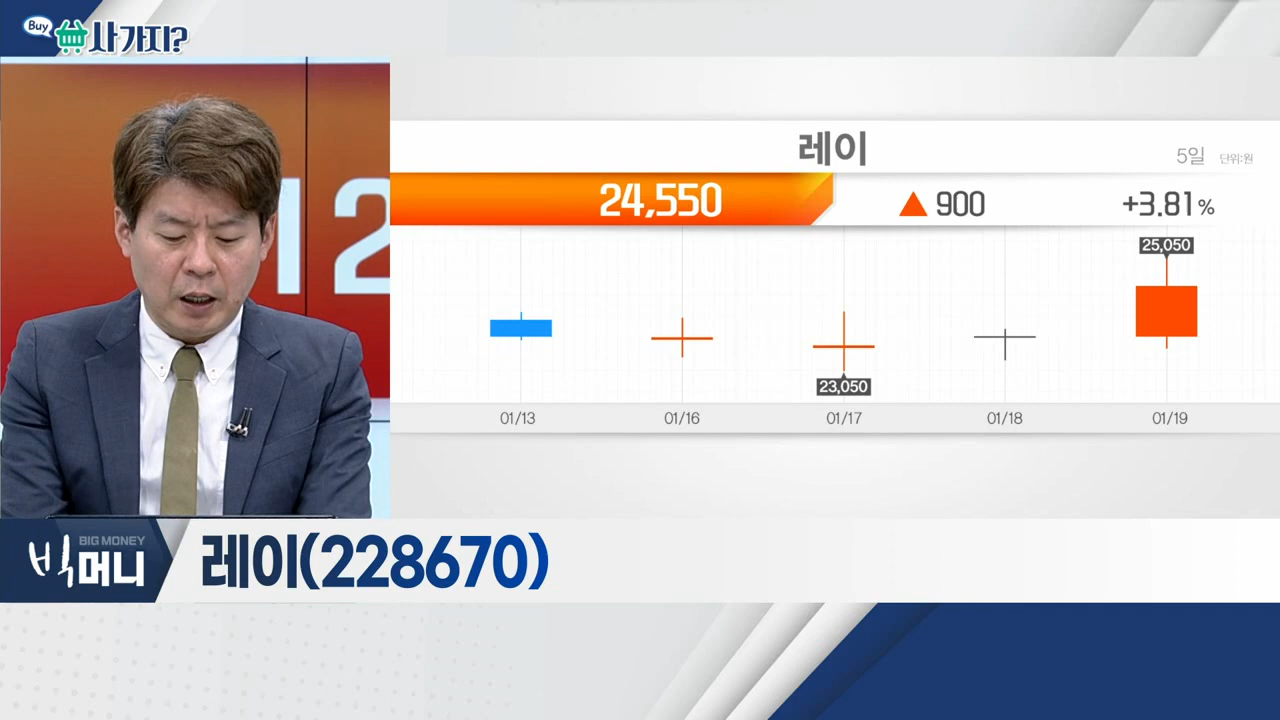 Buy
사가지?
12
레이
5일 단위:원
24,550 ▲ 900 +3.81%
25,050
23,050
01/13 01/16 01/17 01/18 01/19
BIG MONEY
빅머니
레이(228670)